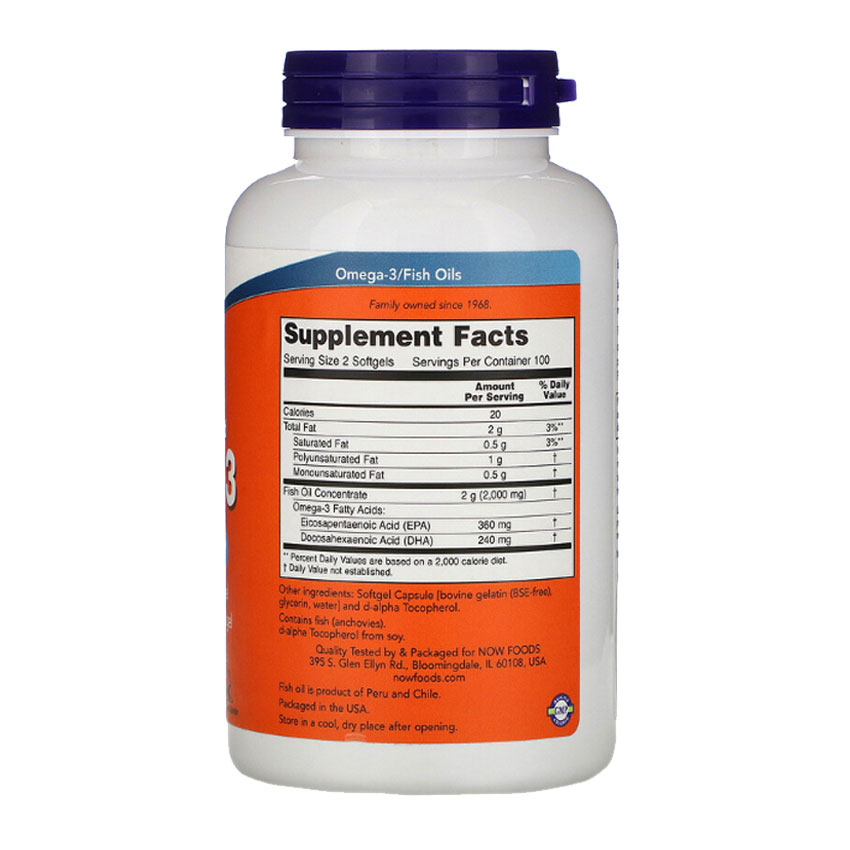 Omega-3/Fish Oils
Family owned since 1968.
Supplement Facts
Serving Size 2 Softgels Servings Per Container 100
Amount Per Serving % Daily Value
Calories 20
Total Fat 2 g 3%**
Saturated Fat 0.5 g 3%**
Polyunsaturated Fat 1 g †
Monounsaturated Fat 0.5 g †
Fish Oil Concentrate 2 g (2,000 mg) †
Omega-3 Fatty Acids:
Eicosapentaenoic Acid (EPA) 360 mg †
Docosahexaenoic Acid (DHA) 240 mg †
** Percent Daily Values are based on a 2,000 calorie diet.
† Daily Value not established.
Other ingredients: Softgel Capsule [bovine gelatin (BSE-free),
glycerin, water] and d-alpha Tocopherol.
Contains fish (anchovies).
d-alpha Tocopherol from soy.
Quality Tested by & Packaged for NOW FOODS
395 S. Glen Ellyn Rd., Bloomingdale, IL 60108, USA
nowfoods.com
Fish oil is product of Peru and Chile.
Packaged in the USA.
Store in a cool, dry place after opening.
GMP
3